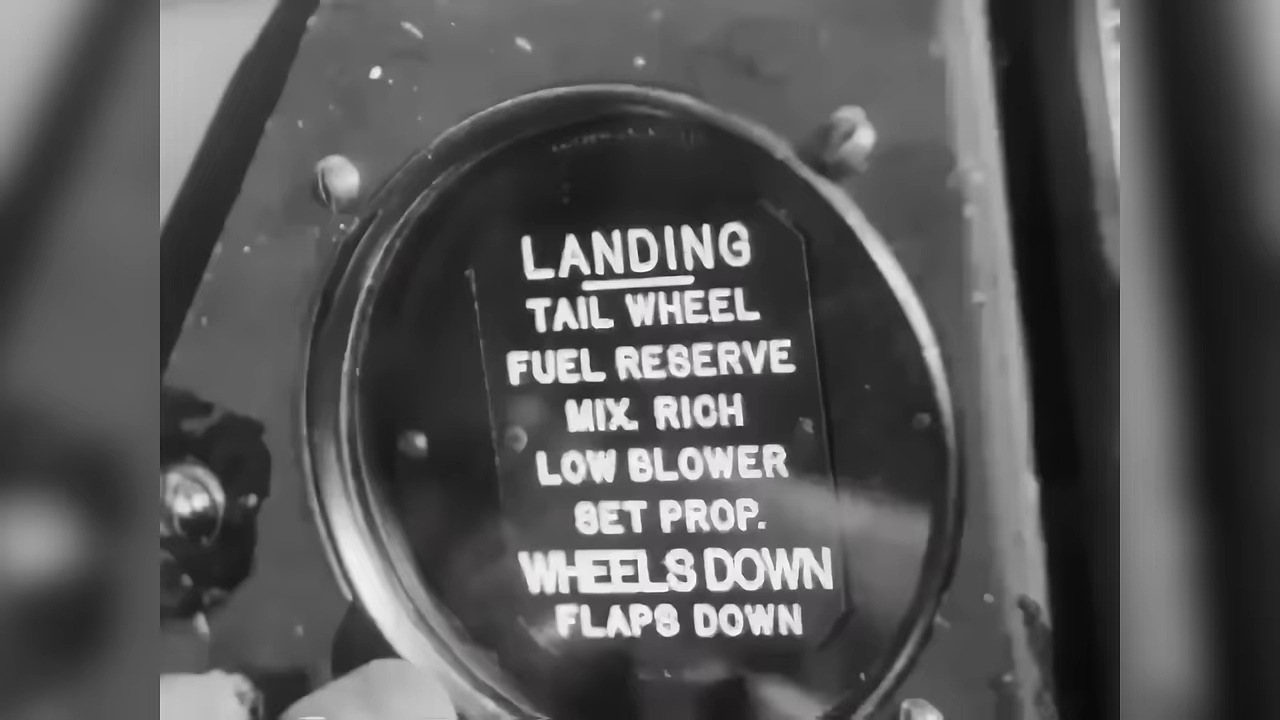 LANDING
TAIL WHEEL
FUEL RESERVE
MIX. RICH
LOW BLOWER
SET PROP.
WHEELS DOWN
FLAPS DOWN